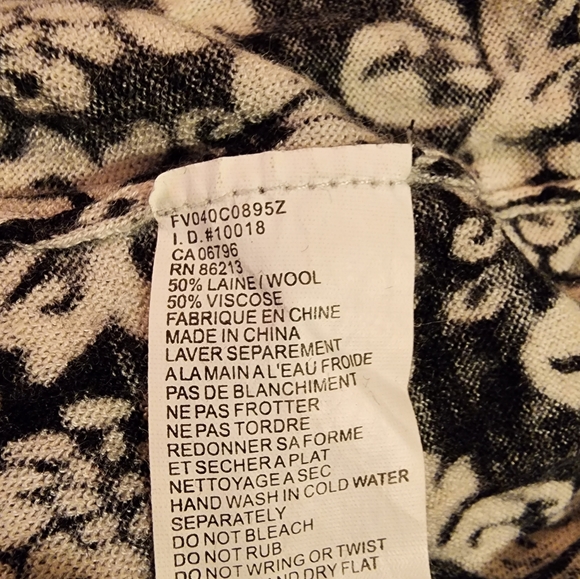 FV040C0895Z
I.D.#10018
CA 06796
RN 86213
50% LAINE/WOOL
50% VISCOSE
FABRIQUE EN CHINE
MADE IN CHINA
LAVER SEPAREMENT
A LA MAIN A L'EAU FROIDE
PAS DE BLANCHIMENT
NE PAS FROTTER
NE PAS TORDRE
REDONNER SA FORME
ET SECHER A PLAT
NETTOYAGE A SEC
HAND WASH IN COLD WATER
SEPARATELY
DO NOT BLEACH
DO NOT RUB
DO NOT WRING OR TWIST
AND DRY FLAT